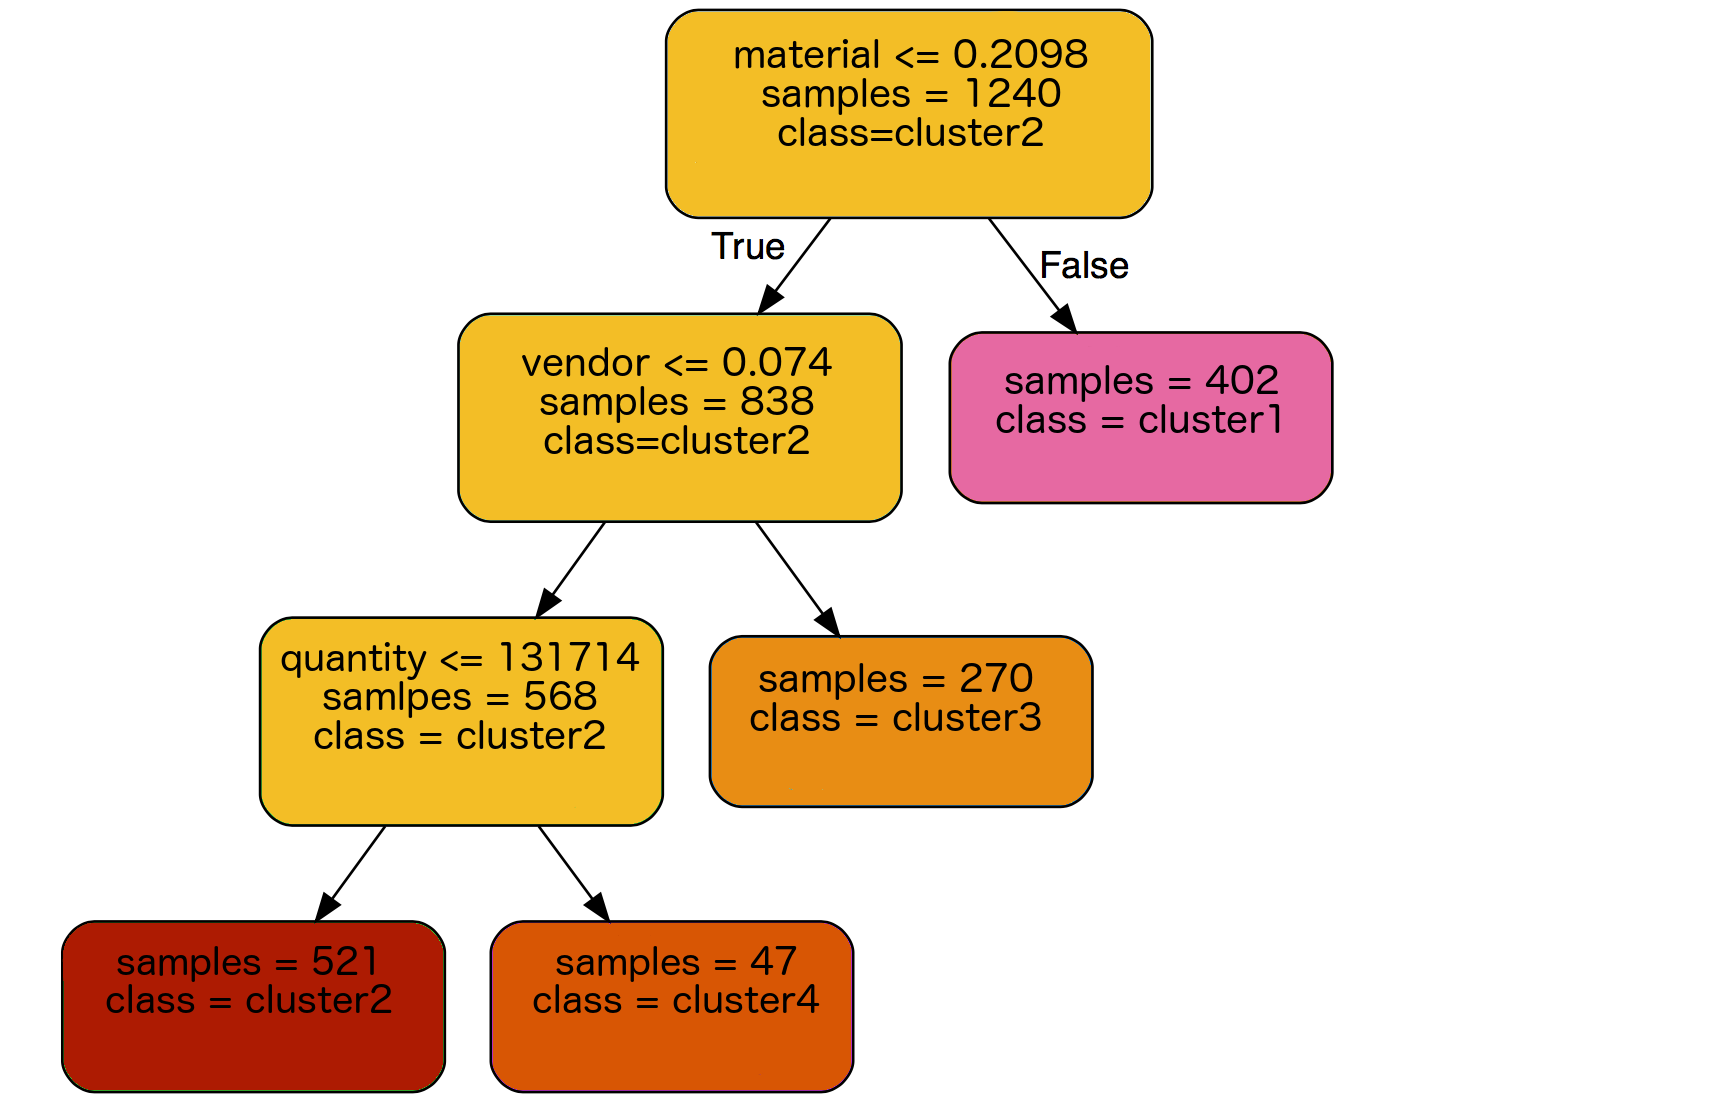 material <= 0.2098
samples = 1240
class=cluster2
True
False
vendor <= 0.074
samples = 838
class=cluster2
samples = 402
class = cluster1
quantity <= 131714
samlpes = 568
class = cluster2
samples = 270
class = cluster3
samples = 521
class = cluster2
samples = 47
class = cluster4